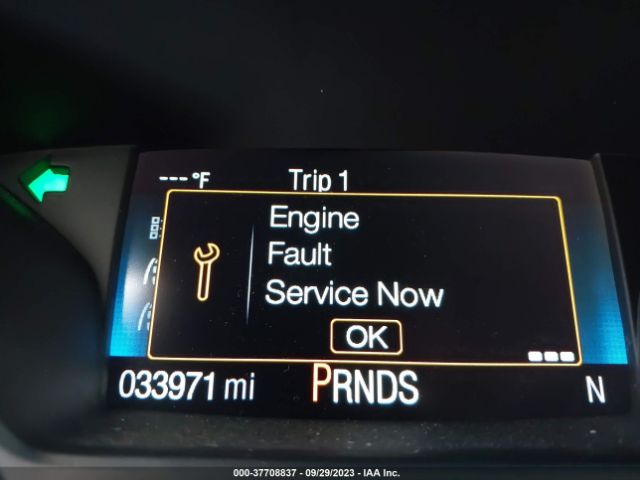 --- °F
Trip 1
Engine
Fault
Service Now
OK
033971 mi
PRNDS
N
000-37708837 - 09/29/2023 - IAA Inc.